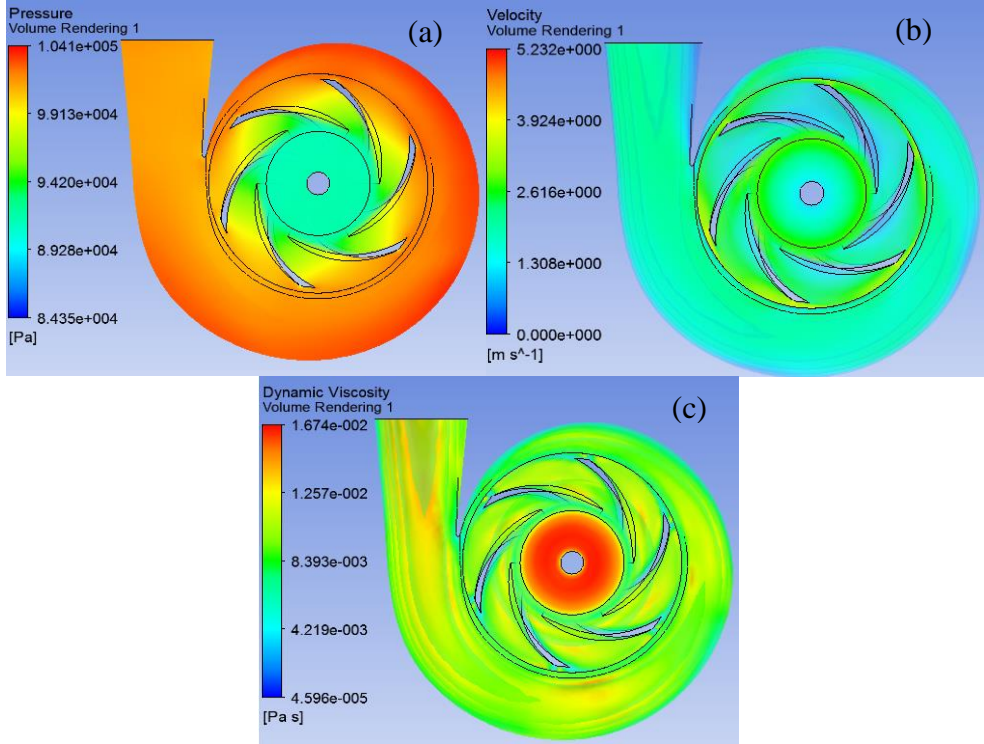 Pressure
Volume Rendering 1
(a)
1.041e+005
9.913e+004
9.420e+004
8.928e+004
8.435e+004
[Pa]
Velocity
Volume Rendering 1
(b)
5.232e+000
3.924e+000
2.616e+000
1.308e+000
0.000e+000
[m s^-1]
Dynamic Viscosity
Volume Rendering 1
(c)
1.674e-002
1.257e-002
8.393e-003
4.219e-003
4.596e-005
[Pa s]